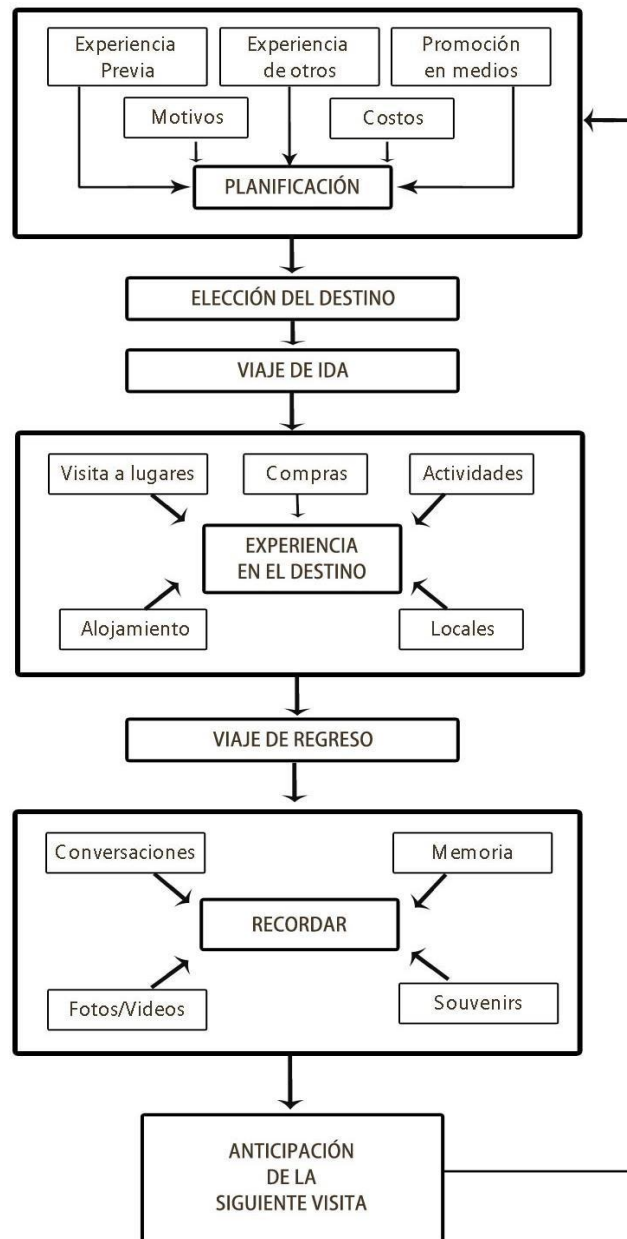 Experiencia
Previa
Experiencia
de otros
Promoción
en medios
Motivos
Costos
PLANIFICACIÓN
ELECCIÓN DEL DESTINO
VIAJE DE IDA
Visita a lugares
Compras
Actividades
EXPERIENCIA
EN EL DESTINO
Alojamiento
Locales
VIAJE DE REGRESO
Conversaciones
Memoria
RECORDAR
Fotos/Videos
Souvenirs
ANTICIPACIÓN
DE LA
SIGUIENTE VISITA